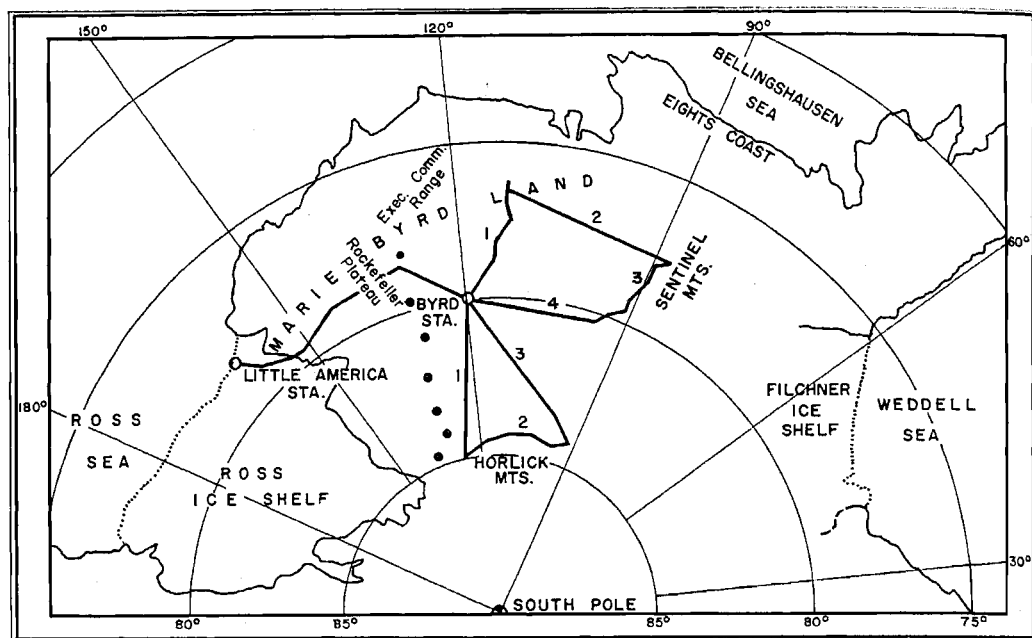 150°
120°
90°
BELLINGSHAUSEN
SEA
EIGHTS COAST
Exec. Comm.
Range
MARIE BYRD LAND
Rockefeller
Plateau
1
2
3
SENTINEL
MTS.
4
60°
BYRD
STA.
3
LITTLE AMERICA
STA.
1
2
HORLICK
MTS.
FILCHNER
ICE
SHELF
WEDDELL
SEA
180°
ROSS
SEA
ROSS
ICE SHELF
30°
SOUTH POLE
80°
85°
85°
80°
75°